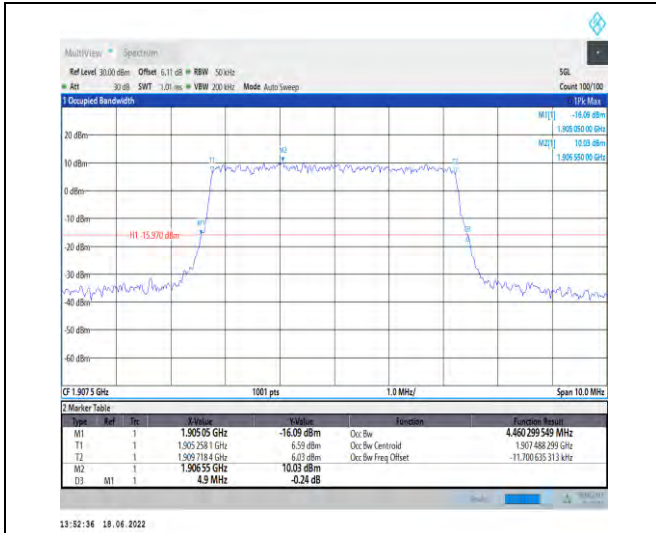 MultiView Spectrum
Ref Level 30.00 dBm Offset 6.11 dB RBW 50 kHz SGL
Att 30 dB SWT 1.01 ms VBW 200 kHz Mode Auto Sweep Count 100/100
1 Occupied Bandwidth 1Pk Max
M1[1] -16.09 dBm
1.905 050 00 GHz
M2[1] 10.03 dBm
1.906 550 00 GHz
20 dBm
M2
T1
T2
10 dBm
0 dBm
-10 dBm
M1
D3
H1 -15.970 dBm
-20 dBm
-30 dBm
-40 dBm
-50 dBm
-60 dBm
CF 1.907 5 GHz 1001 pts 1.0 MHz/ Span 10.0 MHz
2 Marker Table
Type Ref Trc X-Value Y-Value Function Function Result
M1 1 1.905 05 GHz -16.09 dBm Occ Bw 4.460 299 549 MHz
T1 1 1.905 258 1 GHz 6.59 dBm Occ Bw Centroid 1.907 488 299 GHz
T2 1 1.909 718 4 GHz 6.03 dBm Occ Bw Freq Offset -11.700 635 313 kHz
M2 1 1.906 55 GHz 10.03 dBm
D3 M1 1 4.9 MHz -0.24 dB
13:52:36 18.06.2022